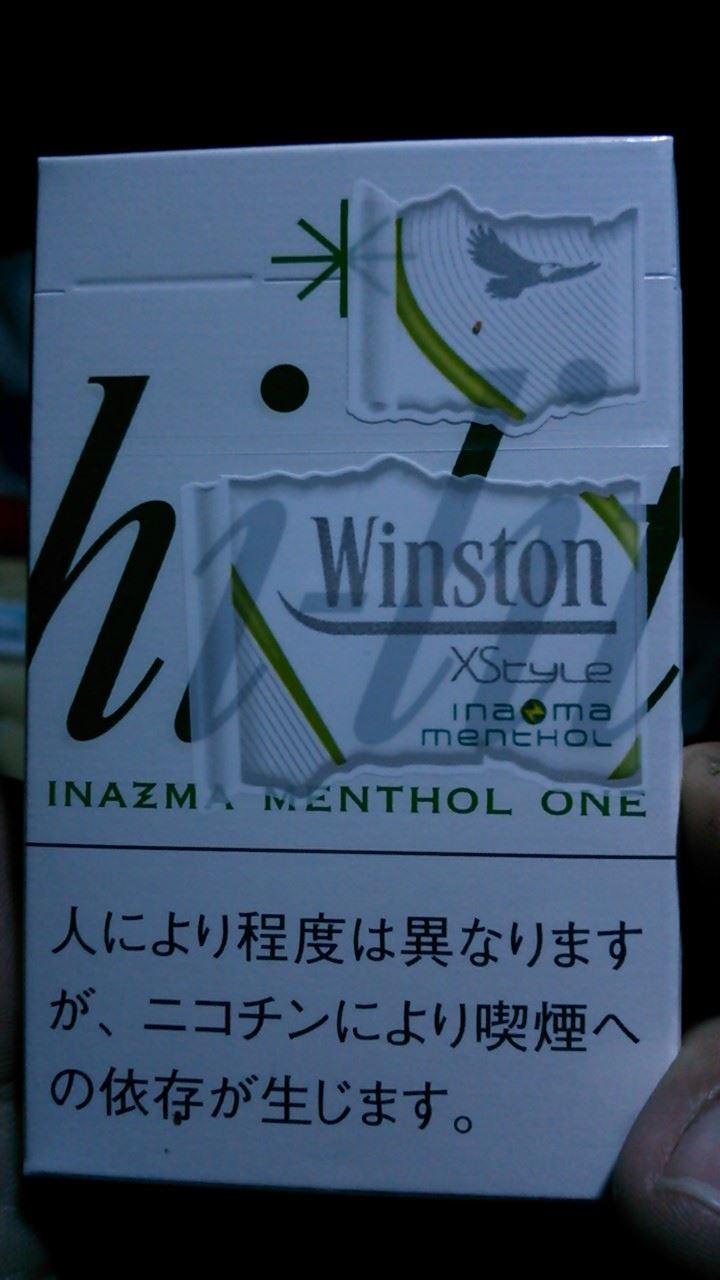 hi-lite
Winston
XStyle
inazma
menthol
INAZMA MENTHOL ONE
人により程度は異なります
が、ニコチンにより喫煙へ
の依存が生じます。